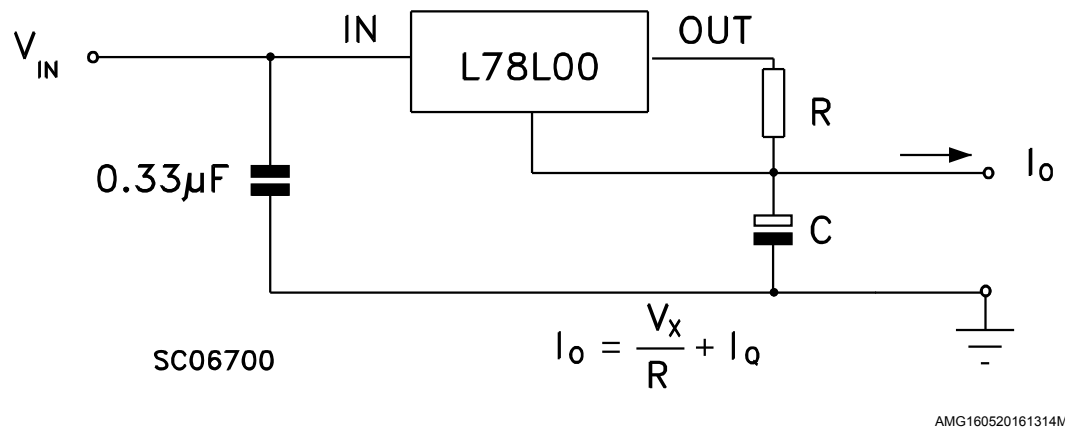 V_IN
IN
L78L00
OUT
R
0.33µF
I_O
C
I_O = V_X / R + I_Q
SC06700
AMG160520161314M